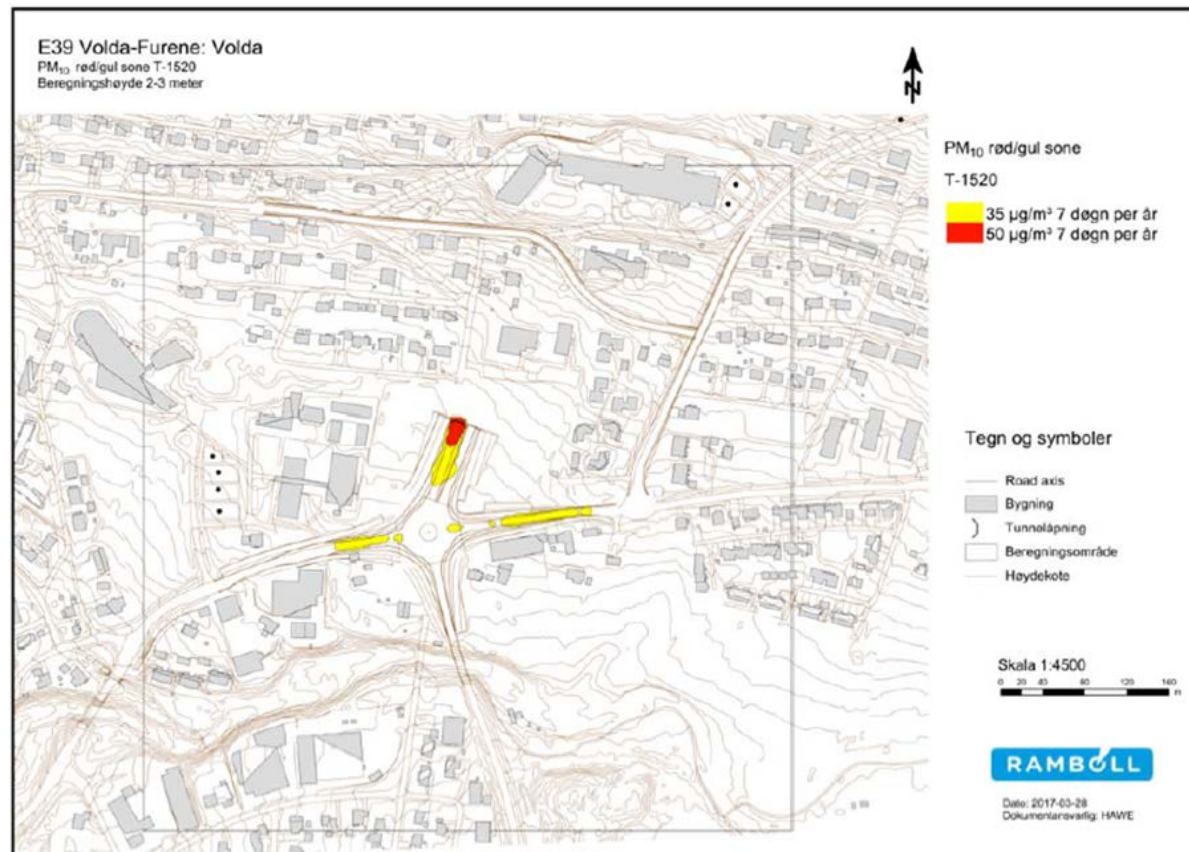 E39 Volda-Furene: Volda
PM₁₀ rød/gul sone T-1520
Beregningshøyde 2-3 meter
N
PM₁₀ rød/gul sone
T-1520
35 µg/m³ 7 døgn per år
50 µg/m³ 7 døgn per år
Tegn og symboler
Road axis
Bygning
Tunnelåpning
Beregningsområde
Høydekote
Skala 1:4500
0 20 40 80 120 160
m
RAMBOLL
Date: 2017-03-28
Dokumentansvarlig: HAWE